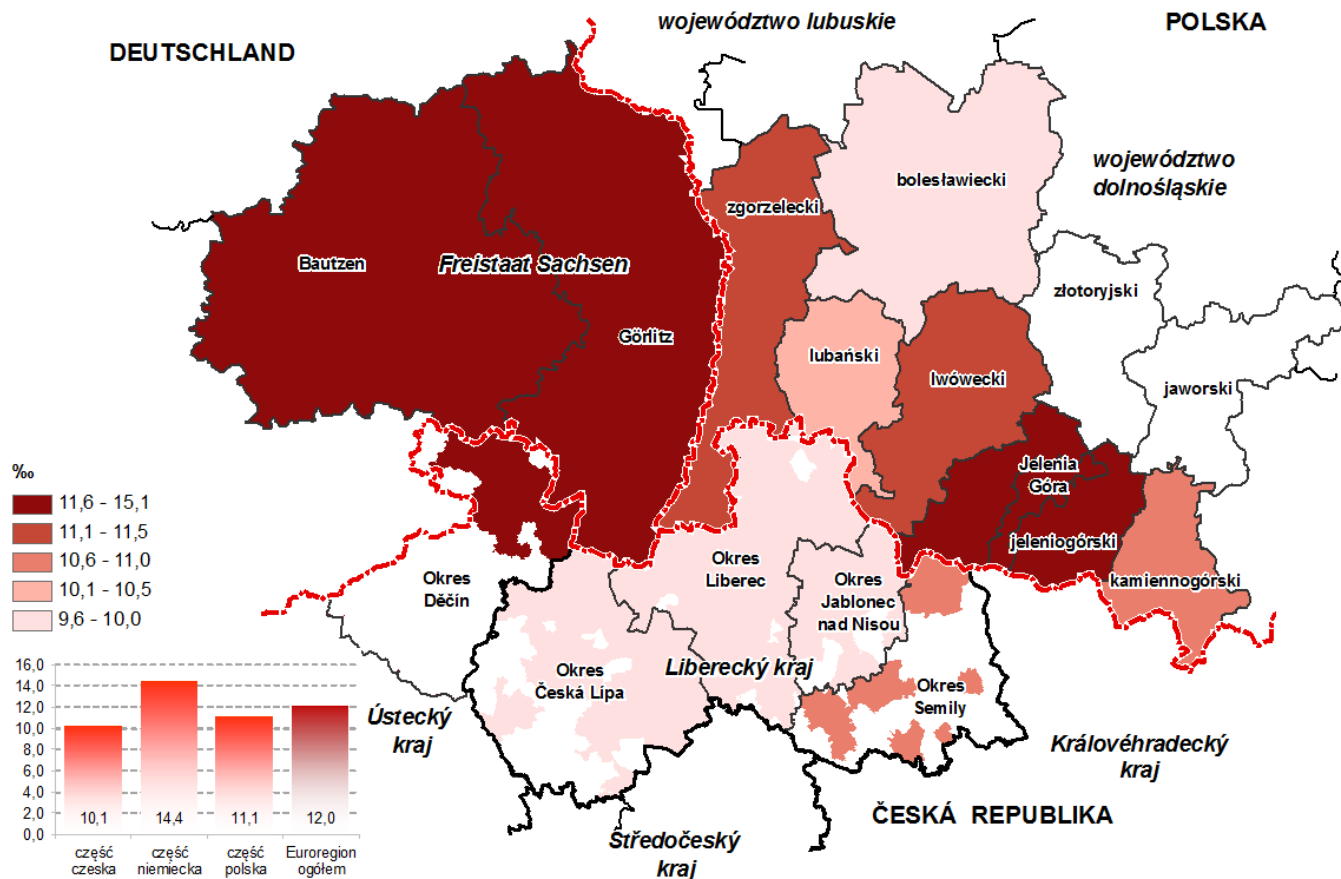 województwo lubuskie
POLSKA
DEUTSCHLAND
województwo
dolnośląskie
bolesławiecki
zgorzelecki
Bautzen
Freistaat Sachsen
złotoryjski
Görlitz
lubański
lwówecki
jaworski
Jelenia
Góra
jeleniogórski
kamiennogórski
‰
11,6 - 15,1
11,1 - 11,5
10,6 - 11,0
10,1 - 10,5
9,6 - 10,0
Okres
Děčín
Okres
Liberec
Okres
Jablonec
nad Nisou
Okres
Česká Lípa
Liberecký kraj
Okres
Semily
Ústecký
kraj
Královéhradecký
kraj
ČESKÁ REPUBLIKA
Středočeský
kraj
16,0
14,0
12,0
10,0
8,0
6,0
4,0
2,0
0,0
10,1
14,4
11,1
12,0
część
czeska
część
niemiecka
część
polska
Euroregion
ogółem